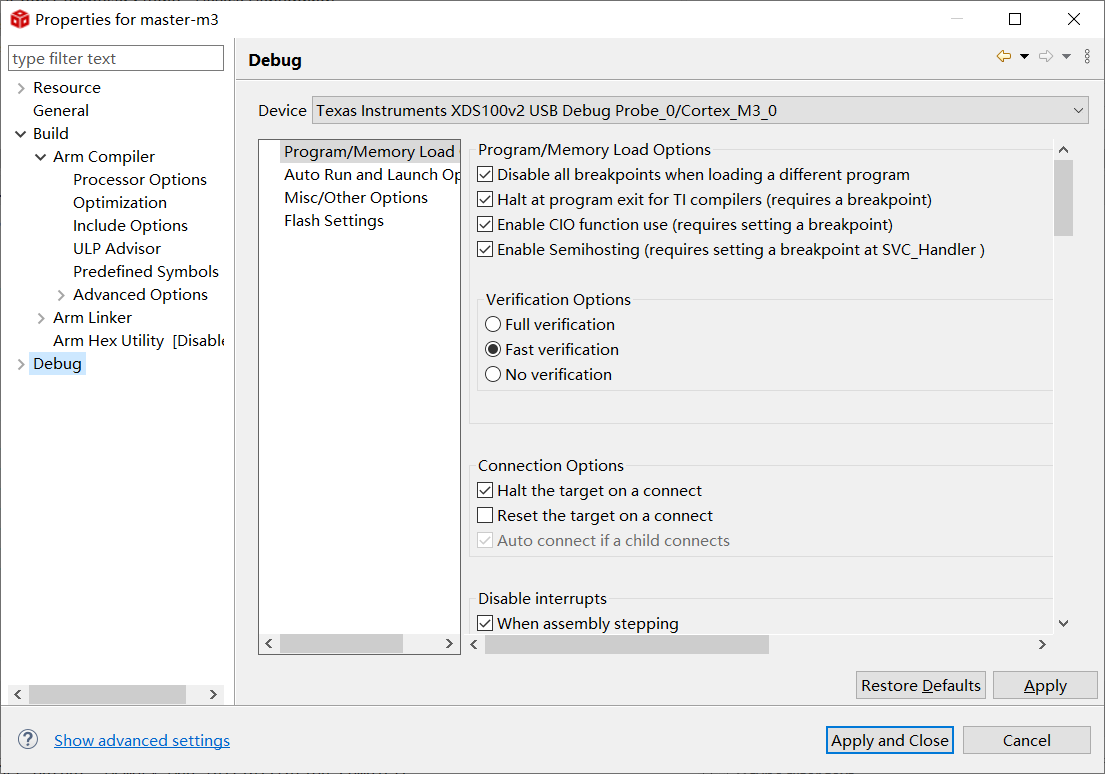 Properties for master-m3
type filter text
Resource
General
Build
Arm Compiler
Processor Options
Optimization
Include Options
ULP Advisor
Predefined Symbols
Advanced Options
Arm Linker
Arm Hex Utility [Disable
Debug
Debug
Device Texas Instruments XDS100v2 USB Debug Probe_0/Cortex_M3_0
Program/Memory Load
Auto Run and Launch Op
Misc/Other Options
Flash Settings
Program/Memory Load Options
Disable all breakpoints when loading a different program
Halt at program exit for TI compilers (requires a breakpoint)
Enable CIO function use (requires setting a breakpoint)
Enable Semihosting (requires setting a breakpoint at SVC_Handler )
Verification Options
Full verification
Fast verification
No verification
Connection Options
Halt the target on a connect
Reset the target on a connect
Auto connect if a child connects
Disable interrupts
When assembly stepping
Restore Defaults
Apply
Show advanced settings
Apply and Close
Cancel